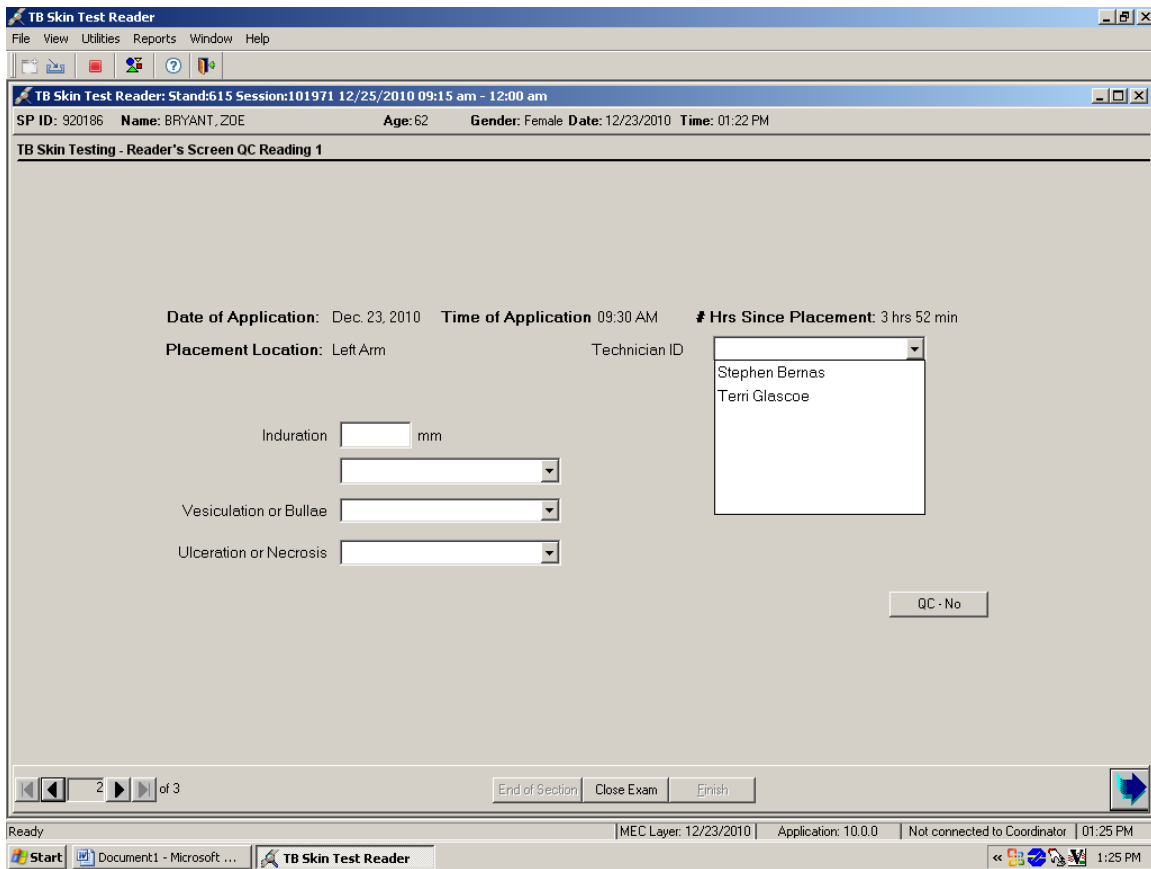 TB Skin Test Reader
File View Utilities Reports Window Help
TB Skin Test Reader: Stand:615 Session:101971 12/25/2010 09:15 am - 12:00 am
SP ID: 920186 Name: BRYANT, ZOE Age: 62 Gender: Female Date: 12/23/2010 Time: 01:22 PM
TB Skin Testing - Reader's Screen QC Reading 1
Date of Application: Dec. 23, 2010 Time of Application 09:30 AM # Hrs Since Placement: 3 hrs 52 min
Placement Location: Left Arm Technician ID
Stephen Bernas
Terri Glascoe
Induration mm
Vesiculation or Bullae
Ulceration or Necrosis
QC - No
2 of 3 End of Section Close Exam Finish
Ready MEC Layer: 12/23/2010 Application: 10.0.0 Not connected to Coordinator 01:25 PM
Start Document1 - Microsoft ... TB Skin Test Reader « 1:25 PM